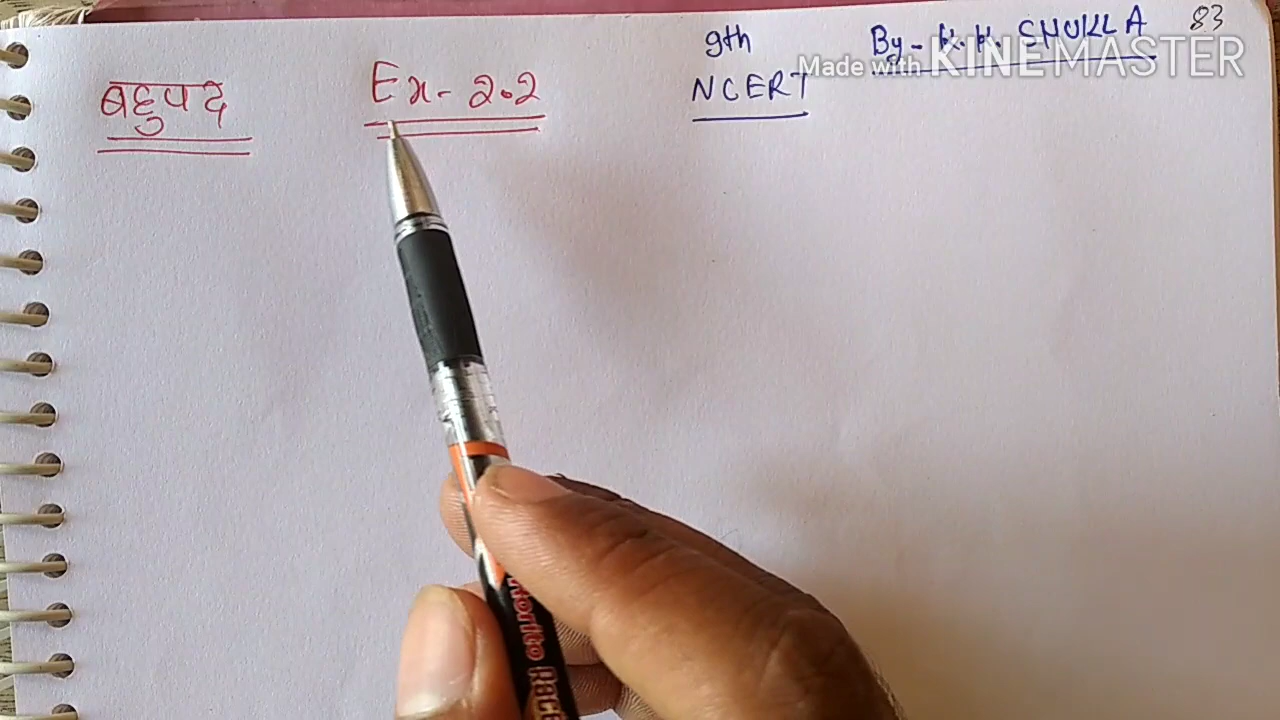 9th By- K.K. SHUKLA 83
Made with KINEMASTER
बहुपद Ex- 2.2 NCERT